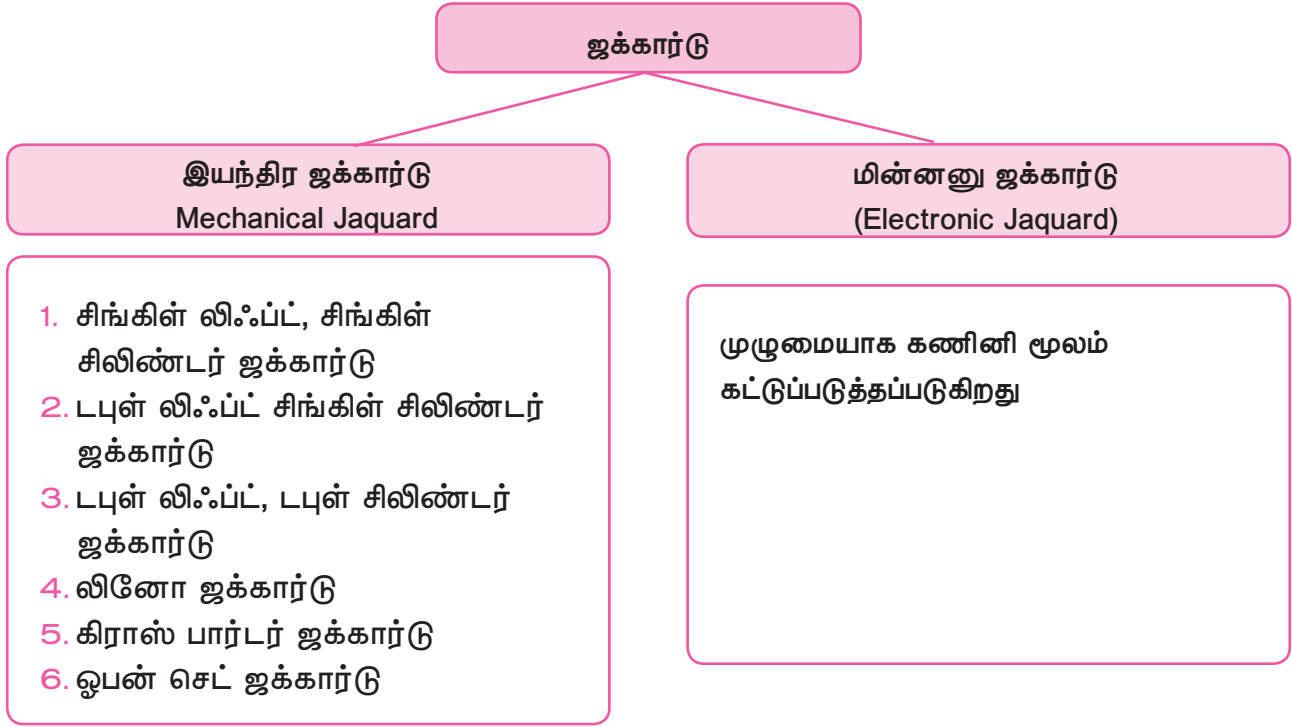 ஜக்கார்டு
இயந்திர ஜக்கார்டு
Mechanical Jaquard
1. சிங்கிள் லிஃப்ட், சிங்கிள்
சிலிண்டர் ஜக்கார்டு
2. டபுள் லிஃப்ட் சிங்கிள் சிலிண்டர்
ஜக்கார்டு
3. டபுள் லிஃப்ட், டபுள் சிலிண்டர்
ஜக்கார்டு
4. லினோ ஜக்கார்டு
5. கிராஸ் பார்டர் ஜக்கார்டு
6. ஓபன் செட் ஜக்கார்டு
மின்னனு ஜக்கார்டு
(Electronic Jaquard)
முழுமையாக கணினி மூலம்
கட்டுப்படுத்தப்படுகிறது